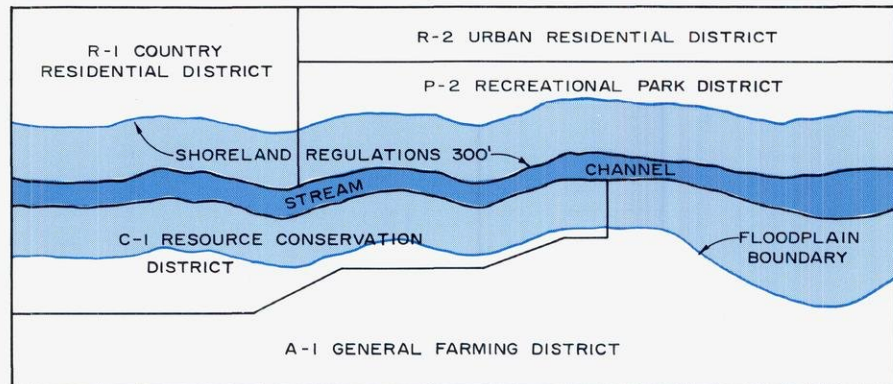 R-1 COUNTRY
RESIDENTIAL DISTRICT
R-2 URBAN RESIDENTIAL DISTRICT
P-2 RECREATIONAL PARK DISTRICT
SHORELAND REGULATIONS 300'
STREAM
CHANNEL
C-1 RESOURCE CONSERVATION
DISTRICT
FLOODPLAIN
BOUNDARY
A-1 GENERAL FARMING DISTRICT